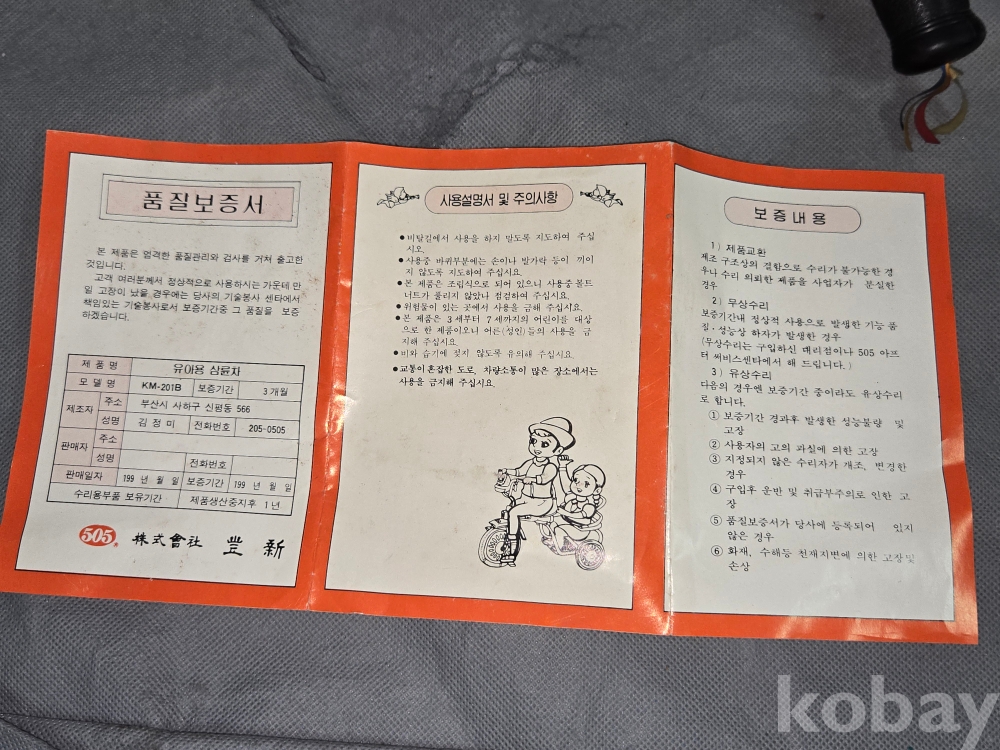 품질보증서
본 제품은 엄격한 품질관리와 검사를 거쳐 출고한
것입니다.
고객 여러분께서 정상적으로 사용하시는 가운데 만
일 고장이 났을 경우에는 당사의 기술봉사 센타에서
책임있는 기술봉사로서 보증기간중 그 품질을 보증
하겠습니다.
제품명 유아용 삼륜차
모델명 KM-201B 보증기간 3개월
제조자 주소 부산시 사하구 신평동 566
성명 김정미 전화번호 205-0505
판매자 주소
성명 전화번호
판매일자 199 년 월 일 보증기간 199 년 월 일
수리용부품 보유기간 제품생산중지후 1년
505 株式會社 豊新
사용설명서 및 주의사항
● 비탈길에서 사용을 하지 말도록 지도하여 주십
시오.
● 사용중 바퀴부분에는 손이나 발가락 등이 끼이
지 않도록 지도하여 주십시요.
● 본 제품은 조립식으로 되어 있으니 사용중 볼트
너트가 풀리지 않았나 점검하여 주십시요.
● 위험물이 있는 곳에서 사용을 금해 주십시요.
● 본 제품은 3세부터 7세까지의 어린이를 대상
으로 한 제품이오니 어른(성인)등의 사용을 금
지해 주십시요.
● 비와 습기에 젖지 않도록 유의해 주십시요.
● 교통이 혼잡한 도로, 차량소통이 많은 장소에서는
사용을 금지해 주십시요.
보증내용
1) 제품교환
제조 구조상의 결함으로 수리가 불가능한 경
우나 수리 의뢰한 제품을 사업자가 분실한
경우
2) 무상수리
보증기간내 정상적 사용으로 발생한 기능 품
질·성능상 하자가 발생한 경우
(무상수리는 구입하신 대리점이나 505 아프
터 써비스센타에서 해 드립니다.)
3) 유상수리
다음의 경우엔 보증기간 중이라도 유상수리
로 합니다.
① 보증기간 경과후 발생한 성능불량 및
고장
② 사용자의 고의 과실에 의한 고장
③ 지정되지 않은 수리자가 개조, 변경한
경우
④ 구입후 운반 및 취급부주의로 인한 고
장
⑤ 품질보증서가 당사에 등록되어 있지
않은 경우
⑥ 화재, 수해등 천재지변에 의한 고장및
손상
kobay